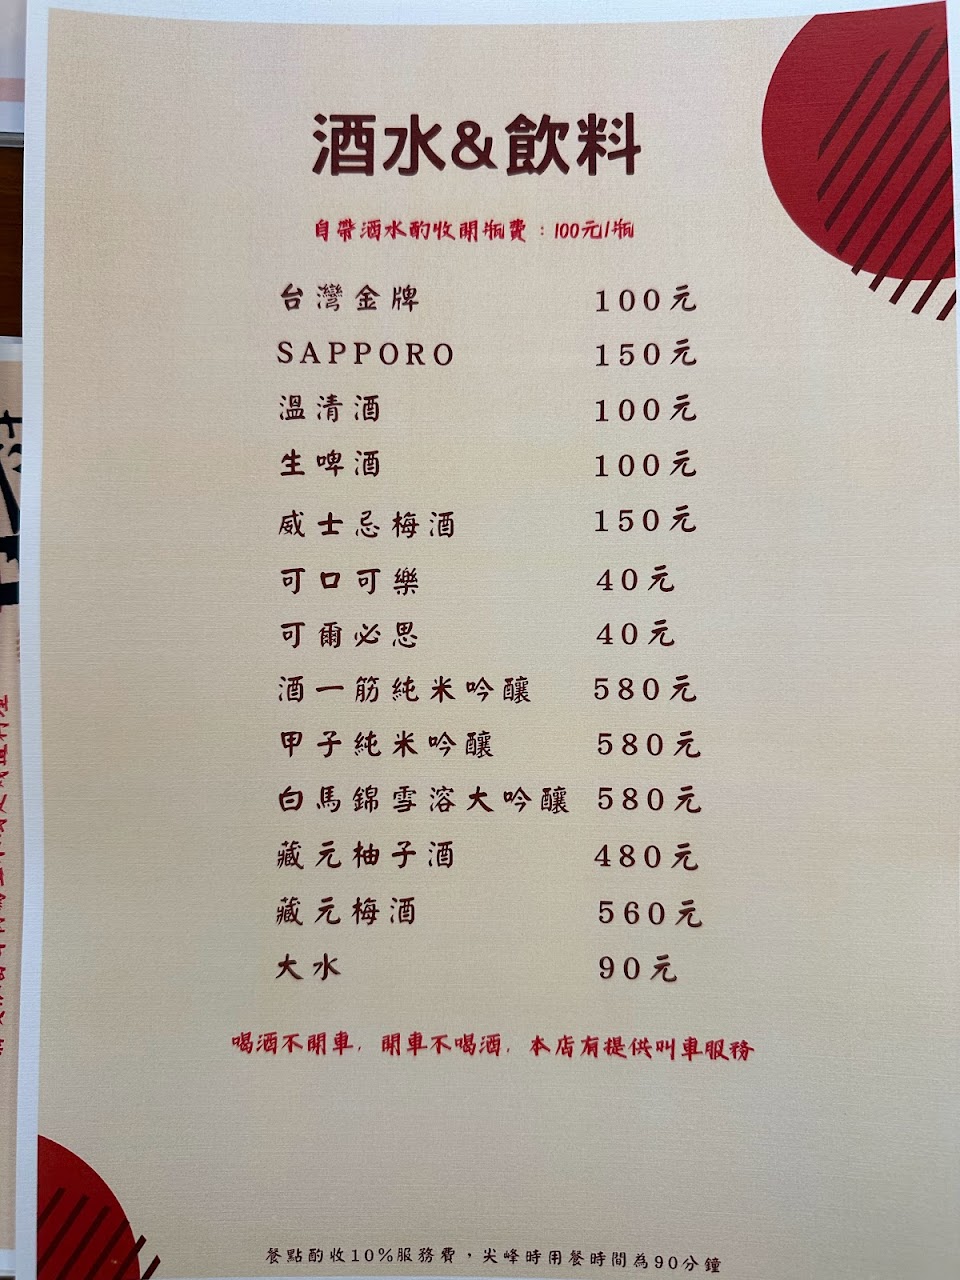 酒水&飲料
自帶酒水酌收開瓶費：100元/瓶
台灣金牌 100元
SAPPORO 150元
溫清酒 100元
生啤酒 100元
威士忌梅酒 150元
可口可樂 40元
可爾必思 40元
酒一筋純米吟釀 580元
甲子純米吟釀 580元
白馬錦雪溶大吟釀 580元
藏元柚子酒 480元
藏元梅酒 560元
大水 90元
喝酒不開車，開車不喝酒，本店有提供叫車服務
餐點酌收10%服務費，尖峰時用餐時間為90分鐘